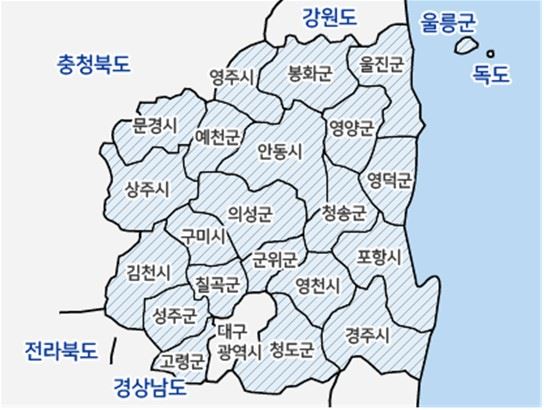 강원도
울릉군
독도
충청북도
영주시
봉화군
울진군
문경시
예천군
영양군
안동시
상주시
영덕군
의성군
청송군
구미시
군위군
포항시
김천시
칠곡군
영천시
성주군
대구
광역시
청도군
경주시
전라북도
고령군
경상남도